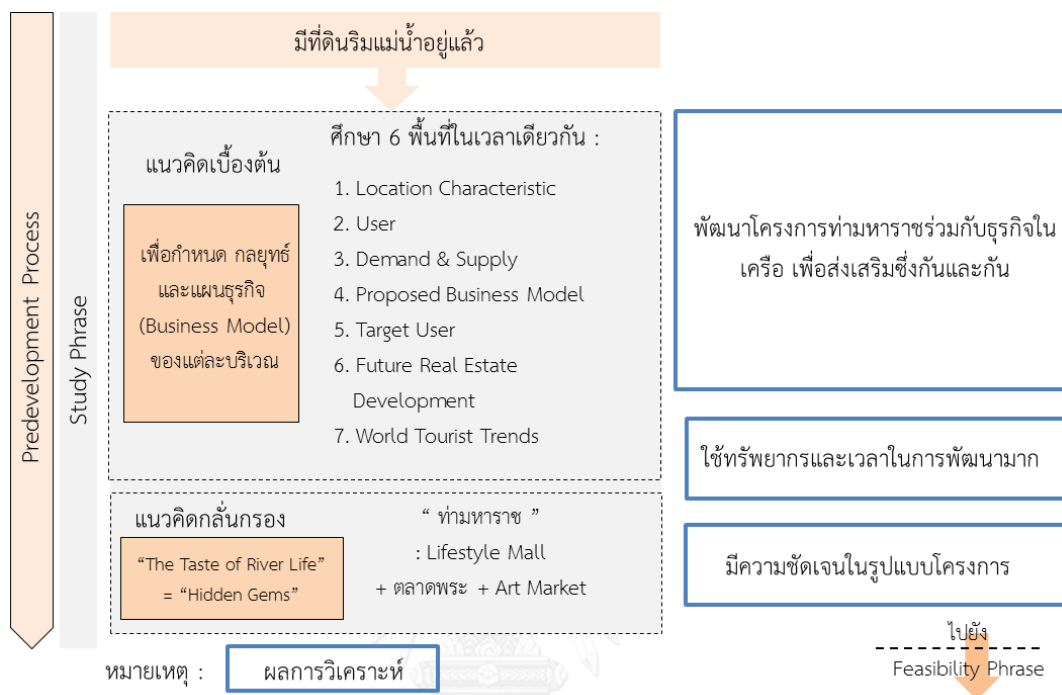 มีที่ดินริมแม่น้ำอยู่แล้ว
Predevelopment Process
Study Phrase
แนวคิดเบื้องต้น
เพื่อกำหนด กลยุทธ์
และแผนธุรกิจ
(Business Model)
ของแต่ละบริเวณ
ศึกษา 6 พื้นที่ในเวลาเดียวกัน :
1. Location Characteristic
2. User
3. Demand & Supply
4. Proposed Business Model
5. Target User
6. Future Real Estate
Development
7. World Tourist Trends
พัฒนาโครงการท่ามหาราชร่วมกับธุรกิจใน
เครือ เพื่อส่งเสริมซึ่งกันและกัน
ใช้ทรัพยากรและเวลาในการพัฒนามาก
แนวคิดกลั่นกรอง
“The Taste of River Life”
= “Hidden Gems”
“ ท่ามหาราช ”
: Lifestyle Mall
+ ตลาดพระ + Art Market
มีความชัดเจนในรูปแบบโครงการ
ไปยัง
Feasibility Phrase
หมายเหตุ :
ผลการวิเคราะห์